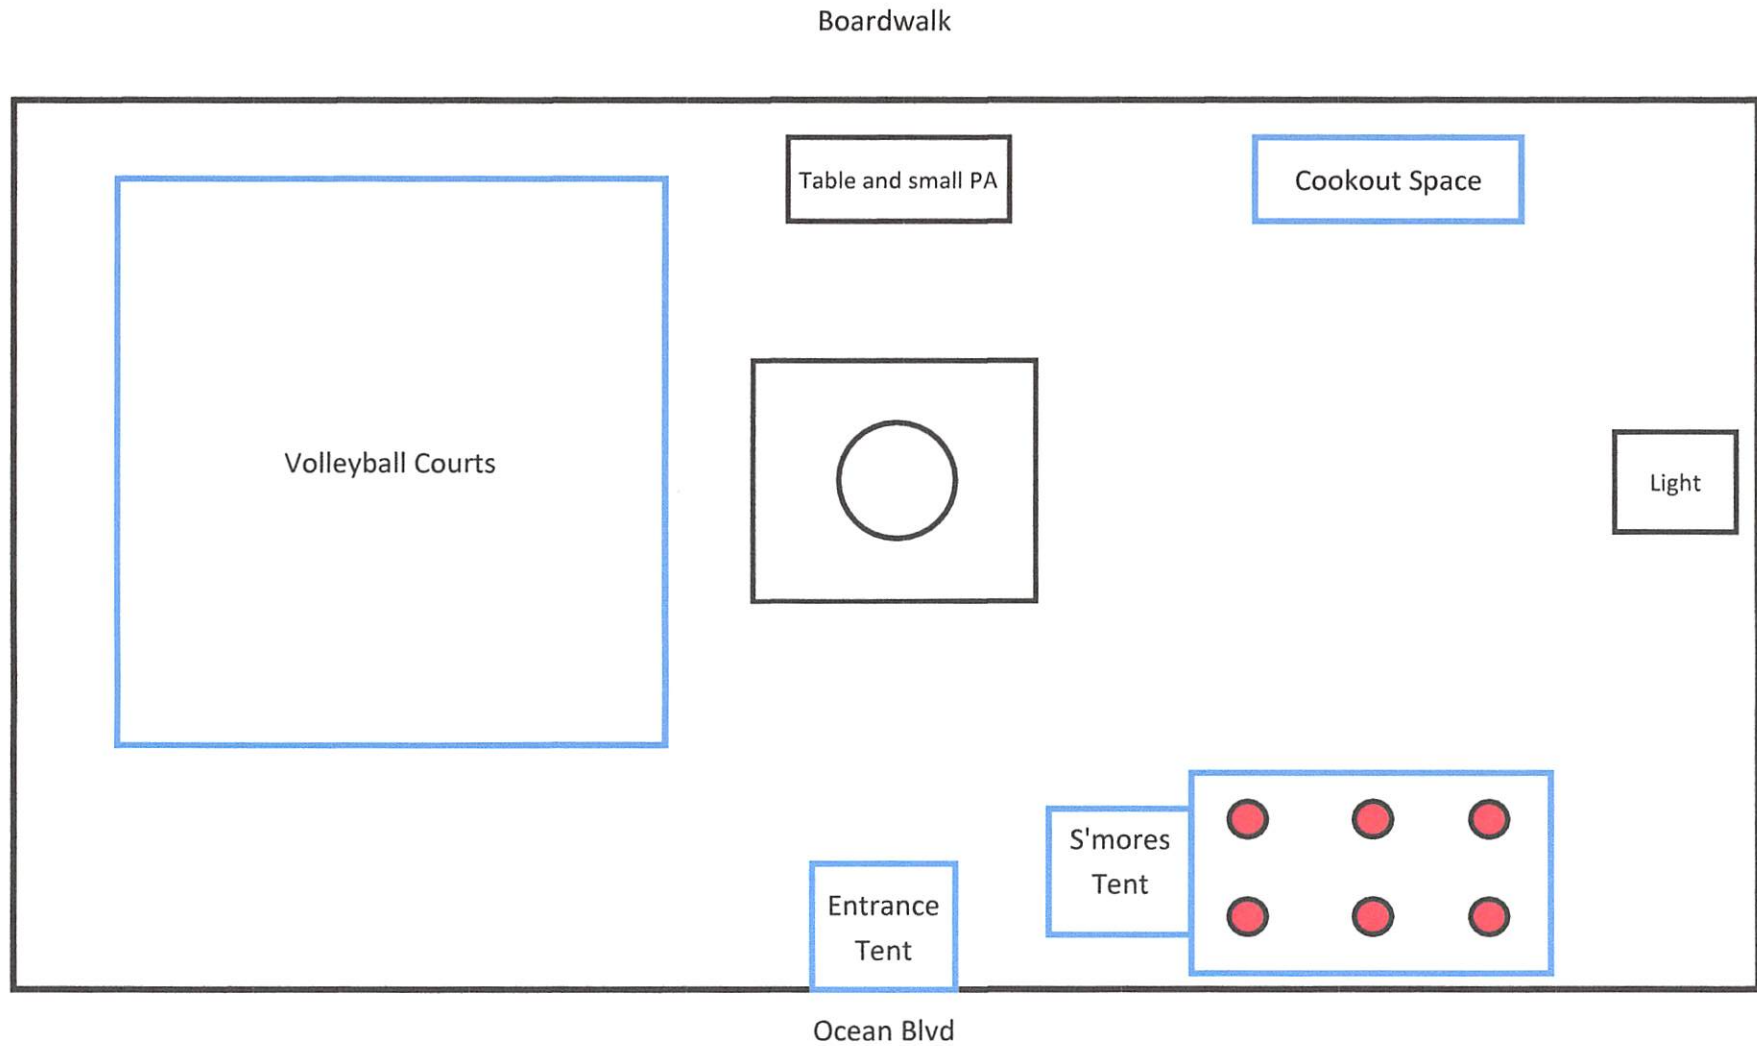 Boardwalk
Table and small PA
Cookout Space
Volleyball Courts
Light
S'mores
Tent
Entrance
Tent
Ocean Blvd